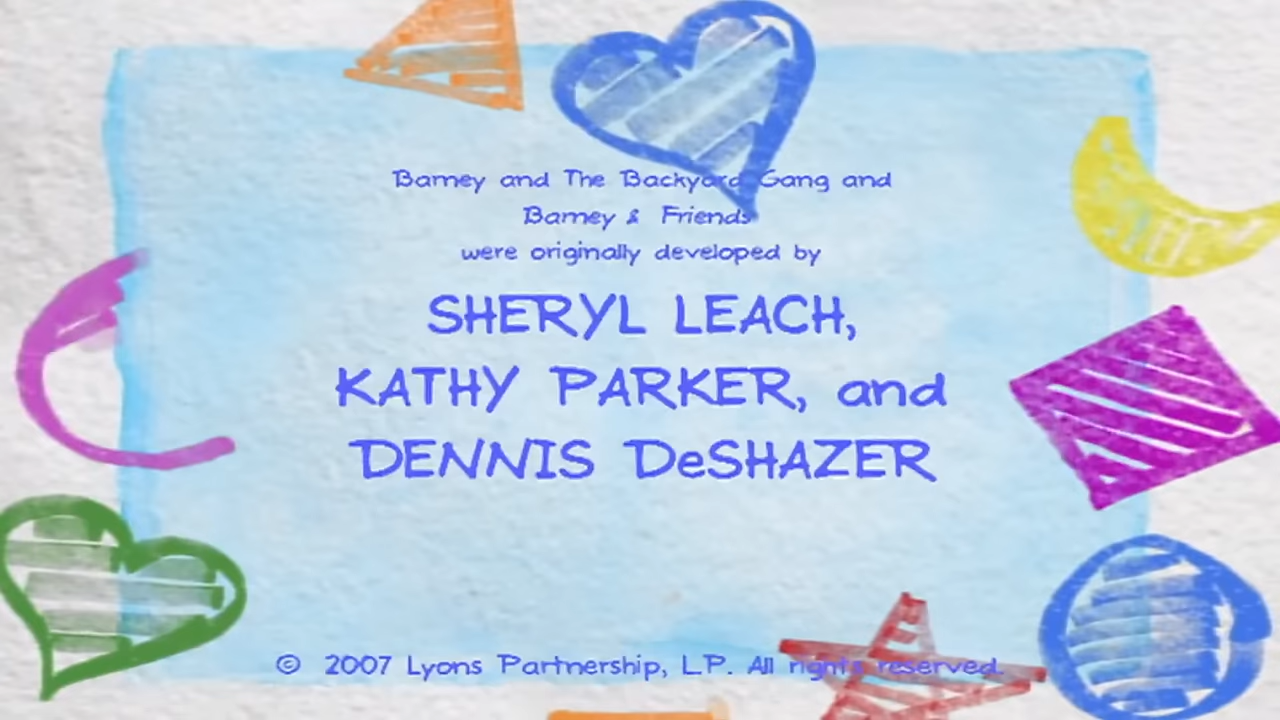 Barney and The Backyard Gang and
Barney & Friends
were originally developed by
SHERYL LEACH,
KATHY PARKER, and
DENNIS DeSHAZER
© 2007 Lyons Partnership, L.P. All rights reserved.